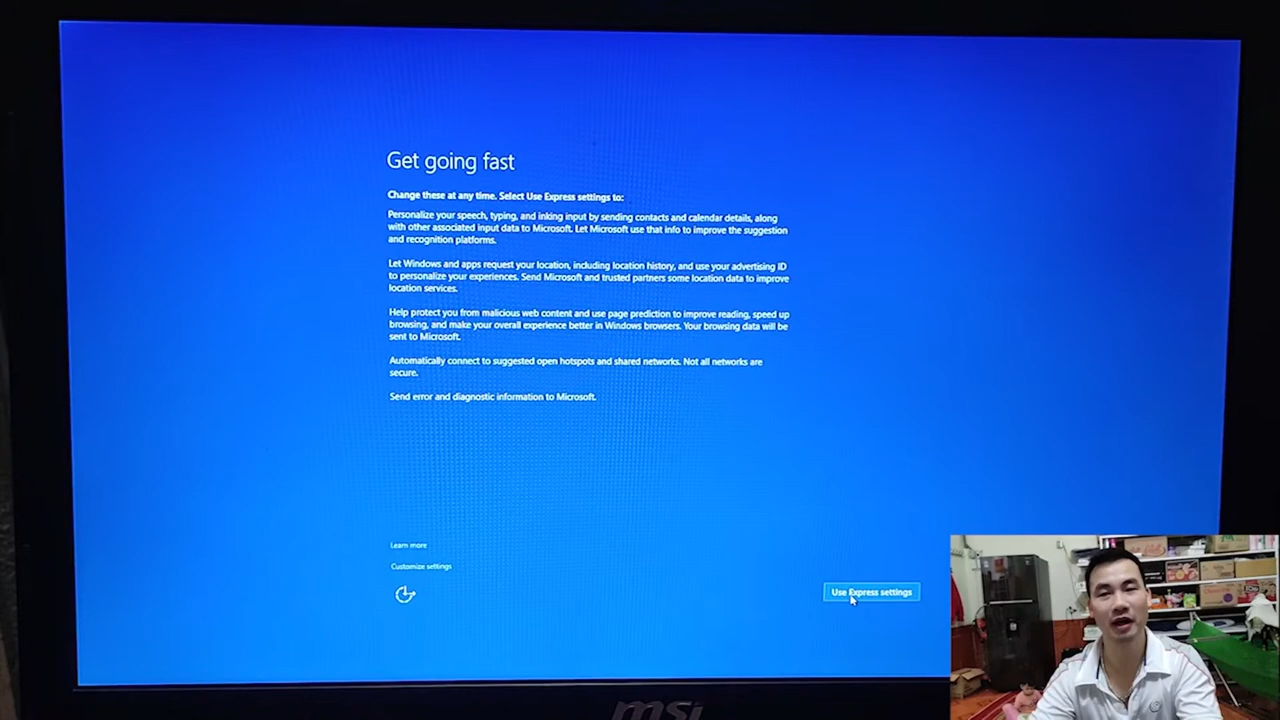 Get going fast
Change these at any time. Select Use Express settings to:
Personalize your speech, typing, and inking input by sending contacts and calendar details, along
with other associated input data to Microsoft. Let Microsoft use that info to improve the suggestion
and recognition platforms.
Let Windows and apps request your location, including location history, and use your advertising ID
to personalize your experiences. Send Microsoft and trusted partners some location data to improve
location services.
Help protect you from malicious web content and use page prediction to improve reading, speed up
browsing, and make your overall experience better in Windows browsers. Your browsing data will be
sent to Microsoft.
Automatically connect to suggested open hotspots and shared networks. Not all networks are
secure.
Send error and diagnostic information to Microsoft.
Learn more
Customize settings
Use Express settings
msi